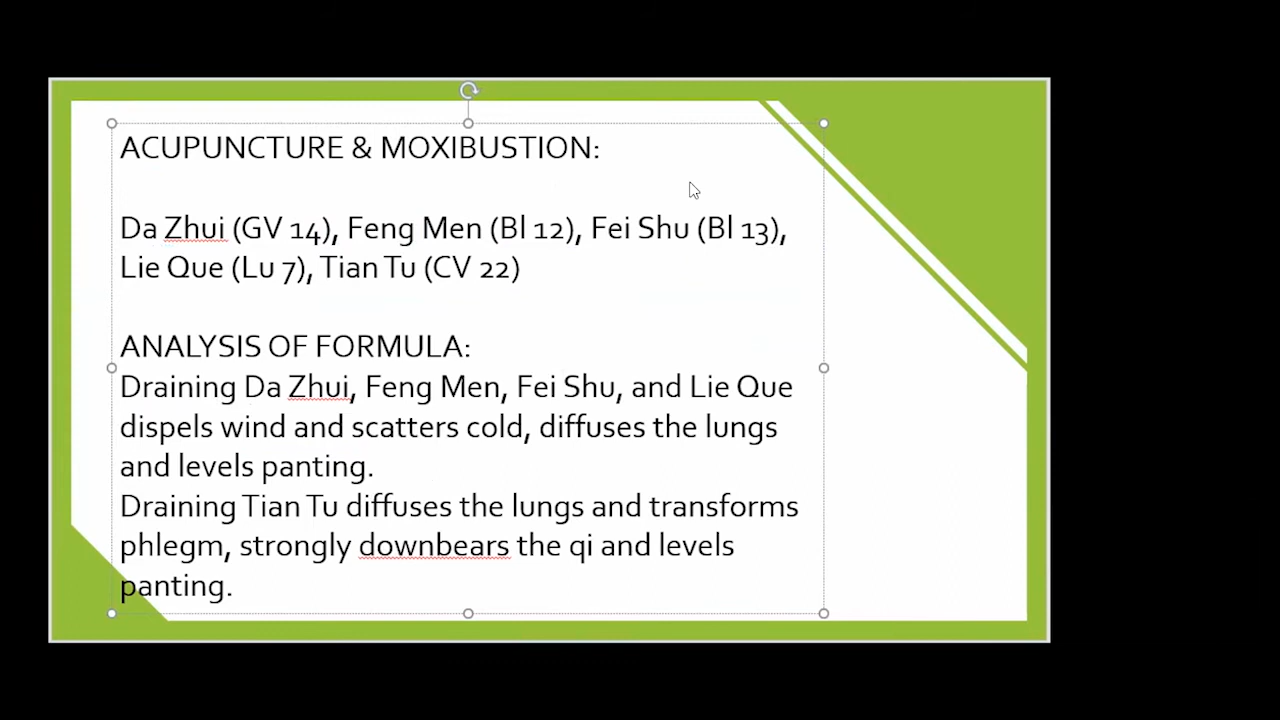 ACUPUNCTURE & MOXIBUSTION:
Da Zhui (GV 14), Feng Men (Bl 12), Fei Shu (Bl 13),
Lie Que (Lu 7), Tian Tu (CV 22)
ANALYSIS OF FORMULA:
Draining Da Zhui, Feng Men, Fei Shu, and Lie Que
dispels wind and scatters cold, diffuses the lungs
and levels panting.
Draining Tian Tu diffuses the lungs and transforms
phlegm, strongly downbears the qi and levels
panting.